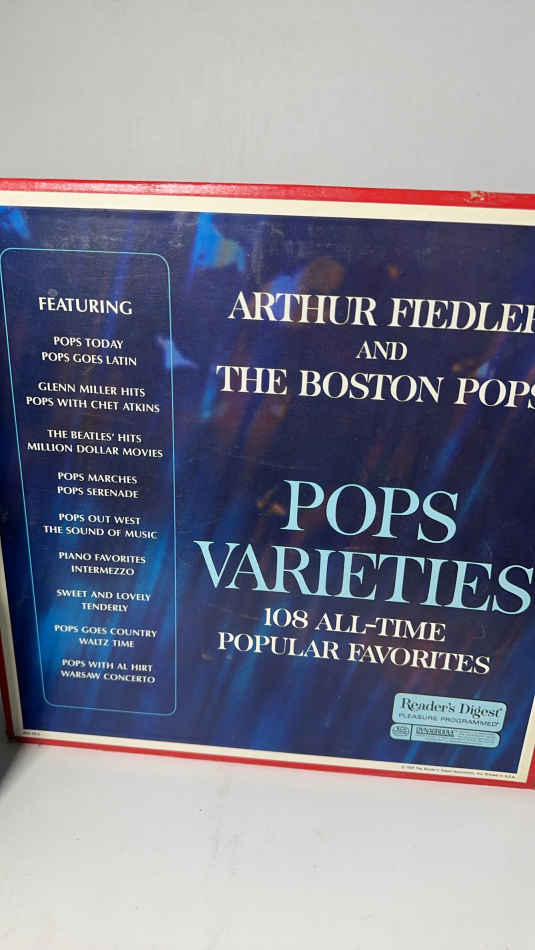 FEATURING
POPS TODAY
POPS GOES LATIN
GLENN MILLER HITS
POPS WITH CHET ATKINS
THE BEATLES' HITS
MILLION DOLLAR MOVIES
POPS MARCHES
POPS SERENADE
POPS OUT WEST
THE SOUND OF MUSIC
PIANO FAVORITES
INTERMEZZO
SWEET AND LOVELY
TENDERLY
POPS GOES COUNTRY
WALTZ TIME
POPS WITH AL HIRT
WARSAW CONCERTO
ARTHUR FIEDLER
AND
THE BOSTON POPS
POPS
VARIETIES
108 ALL-TIME
POPULAR FAVORITES
Reader's Digest
PLEASURE PROGRAMMED